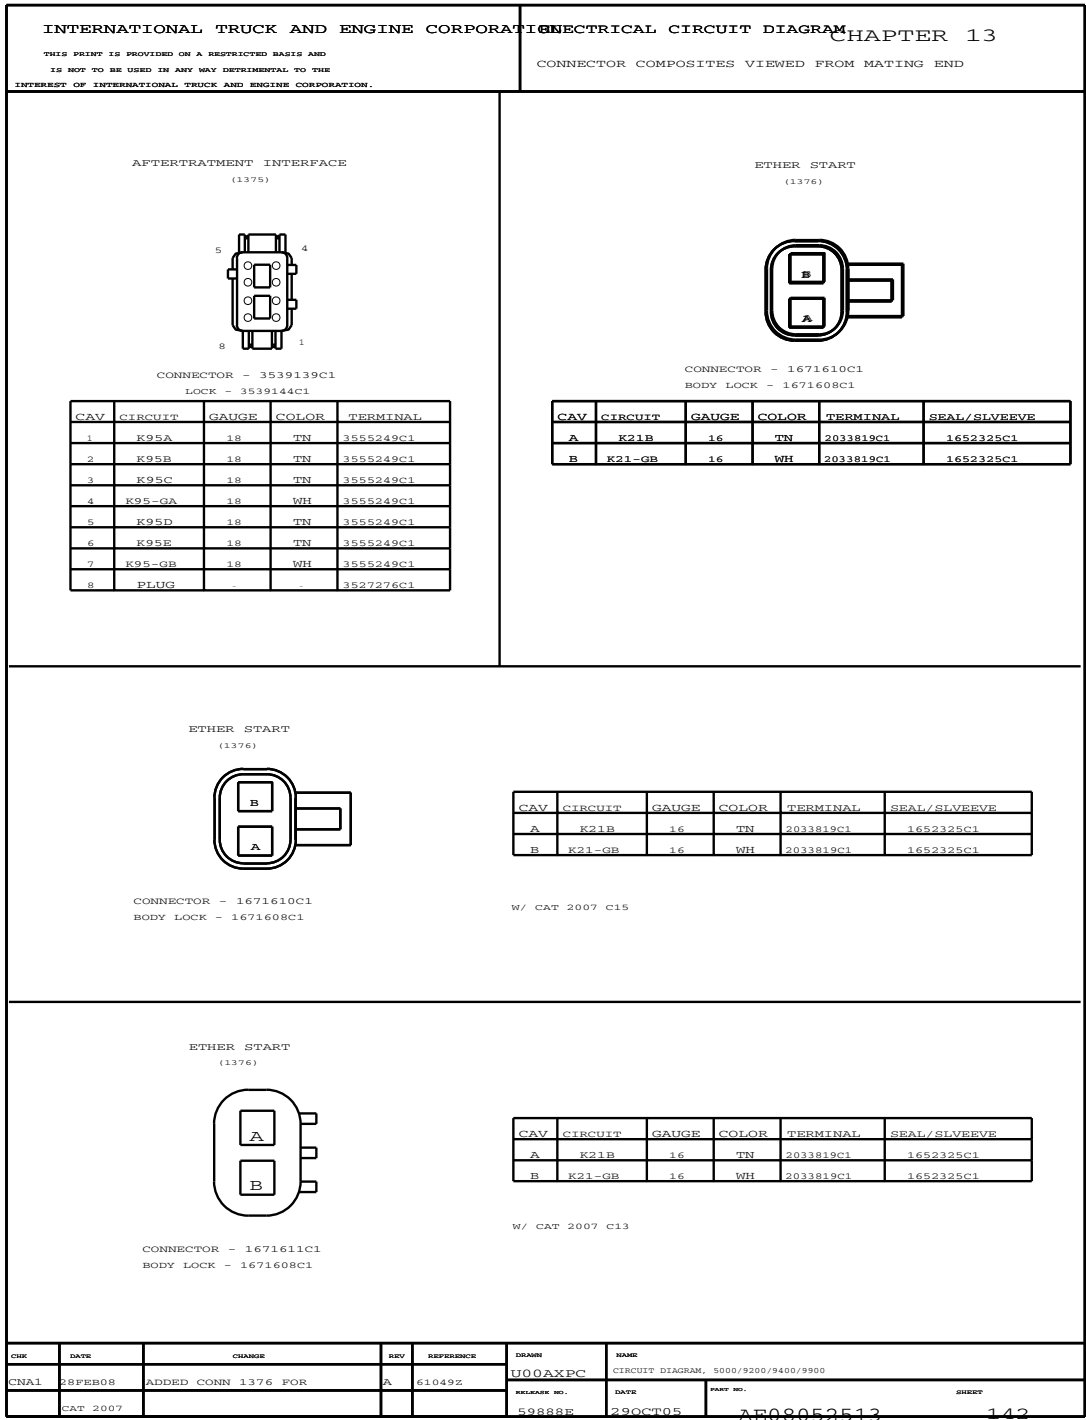 INTERNATIONAL TRUCK AND ENGINE CORPORATION
THIS PRINT IS PROVIDED ON A RESTRICTED BASIS AND
IS NOT TO BE USED IN ANY WAY DETRIMENTAL TO THE
INTEREST OF INTERNATIONAL TRUCK AND ENGINE CORPORATION.
ELECTRICAL CIRCUIT DIAGRAM
CHAPTER 13
CONNECTOR COMPOSITES VIEWED FROM MATING END
AFTERTRATMENT INTERFACE
(1375)
5 4
8 1
CONNECTOR - 3539139C1
LOCK - 3539144C1
CAV CIRCUIT GAUGE COLOR TERMINAL
1 K95A 18 TN 3555249C1
2 K95B 18 TN 3555249C1
3 K95C 18 TN 3555249C1
4 K95-GA 18 WH 3555249C1
5 K95D 18 TN 3555249C1
6 K95E 18 TN 3555249C1
7 K95-GB 18 WH 3555249C1
8 PLUG - - 3527276C1
ETHER START
(1376)
B
A
CONNECTOR - 1671610C1
BODY LOCK - 1671608C1
CAV CIRCUIT GAUGE COLOR TERMINAL SEAL/SLVEEVE
A K21B 16 TN 2033819C1 1652325C1
B K21-GB 16 WH 2033819C1 1652325C1
ETHER START
(1376)
B
A
CONNECTOR - 1671610C1
BODY LOCK - 1671608C1
CAV CIRCUIT GAUGE COLOR TERMINAL SEAL/SLVEEVE
A K21B 16 TN 2033819C1 1652325C1
B K21-GB 16 WH 2033819C1 1652325C1
W/ CAT 2007 C15
ETHER START
(1376)
A
B
CONNECTOR - 1671611C1
BODY LOCK - 1671608C1
CAV CIRCUIT GAUGE COLOR TERMINAL SEAL/SLVEEVE
A K21B 16 TN 2033819C1 1652325C1
B K21-GB 16 WH 2033819C1 1652325C1
W/ CAT 2007 C13
CHK DATE CHANGE REV REFERENCE
CNA1 28FEB08 ADDED CONN 1376 FOR A 61049Z
CAT 2007
DRAWN
U00AXPC
NAME
CIRCUIT DIAGRAM, 5000/9200/9400/9900
RELEASE NO.
59888E
DATE
29OCT05
PART NO.
AE08052513
SHEET
142